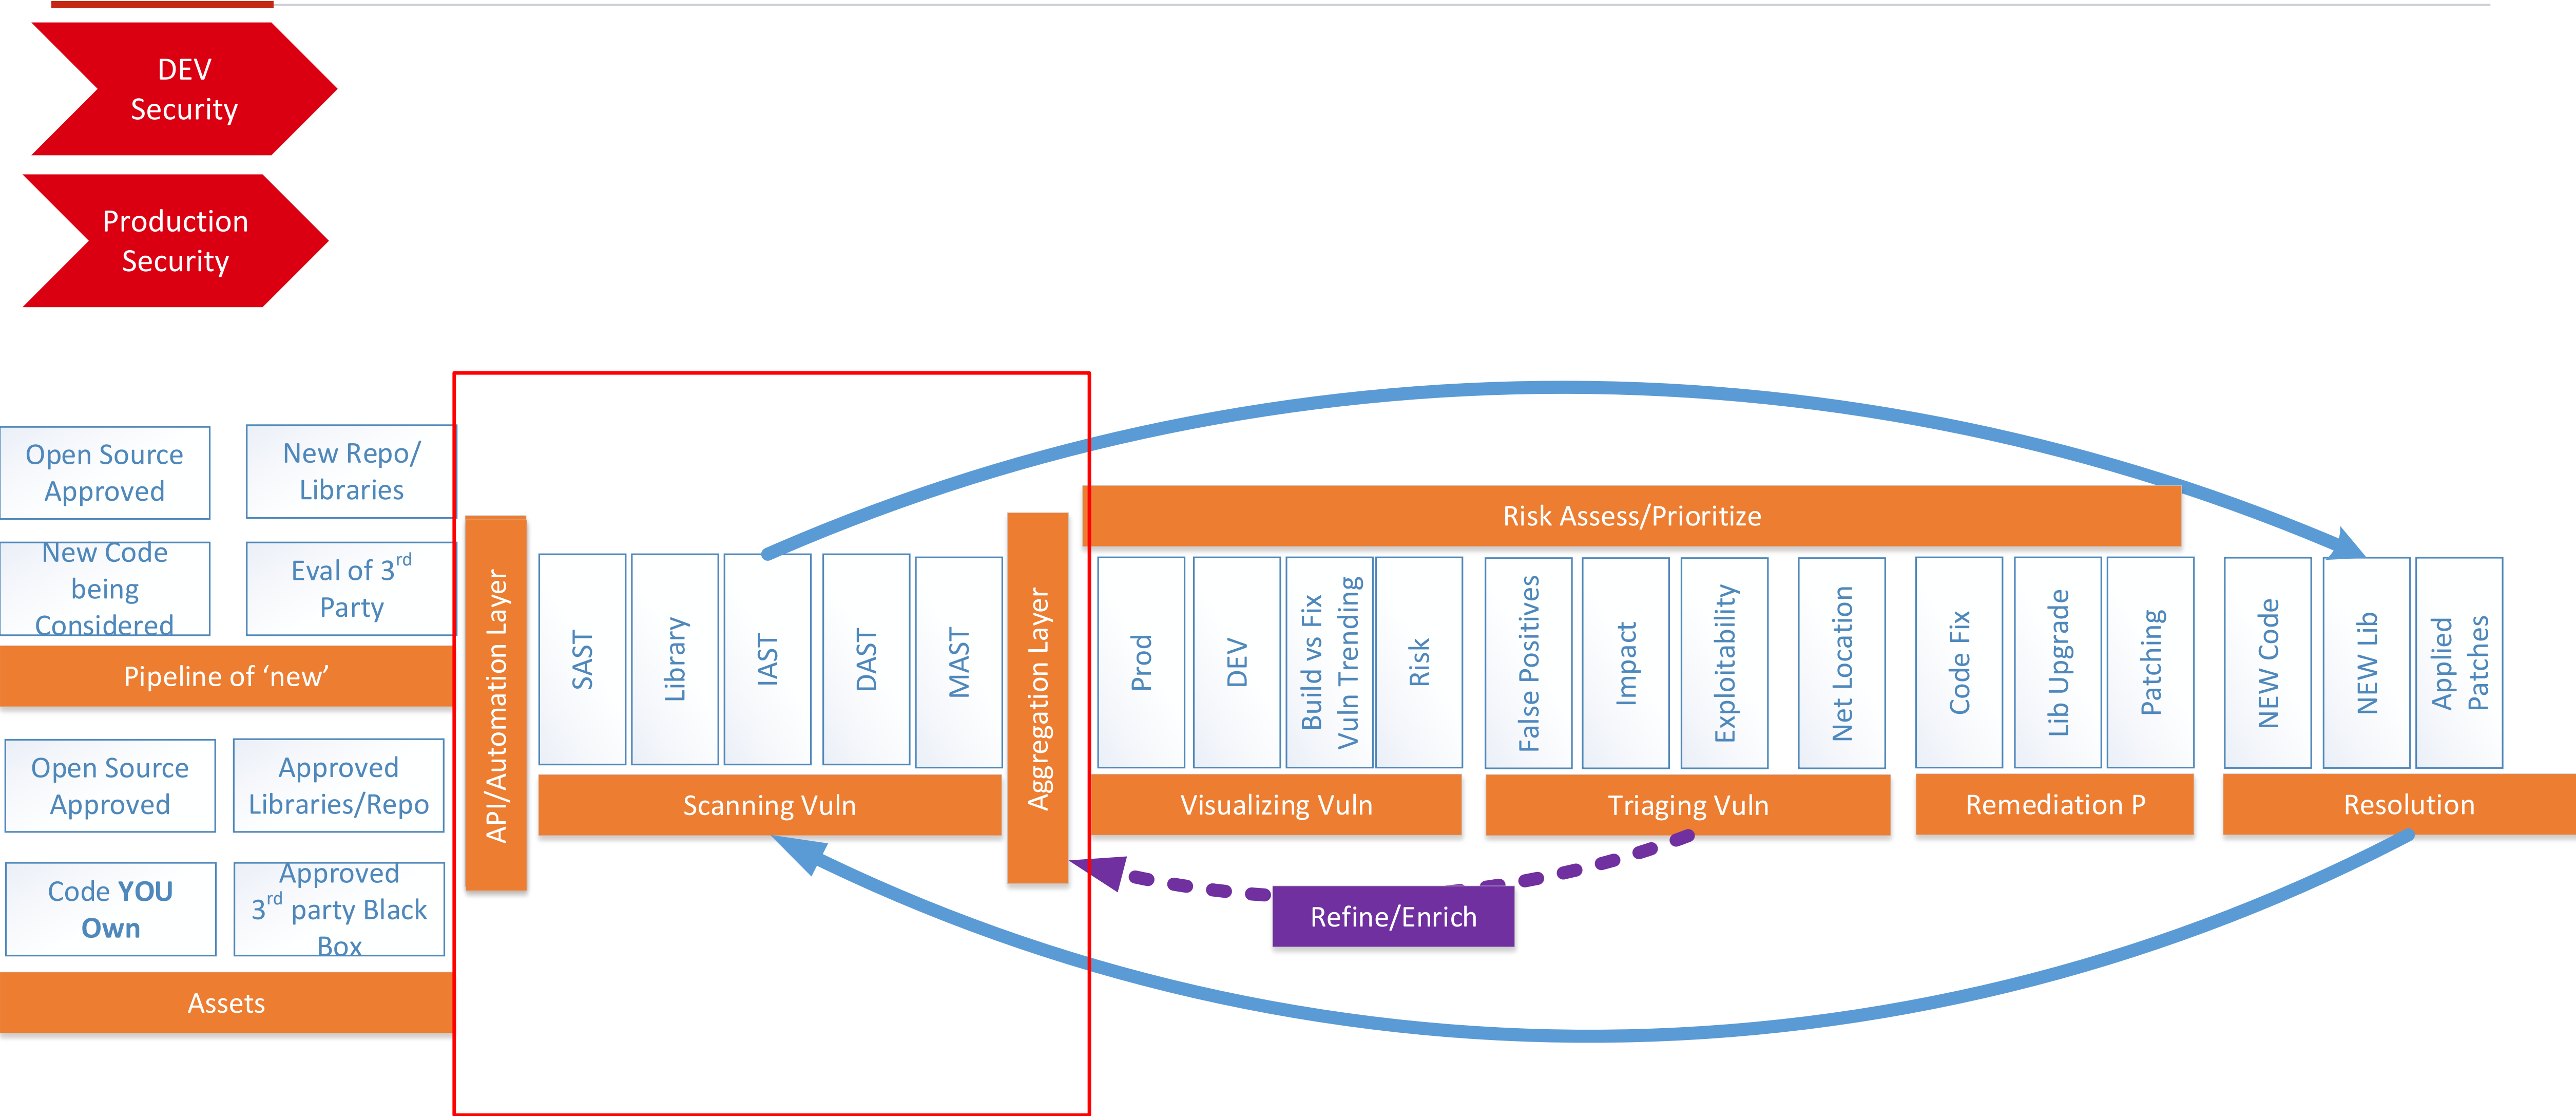 DEV
Security
Production
Security
Open Source
Approved
New Repo/
Libraries
New Code
being
Considered
Eval of 3rd
Party
Pipeline of ‘new’
Open Source
Approved
Approved
Libraries/Repo
Code YOU
Own
Approved
3rd party Black
Box
Assets
API/Automation Layer
SAST
Library
IAST
DAST
MAST
Scanning Vuln
Aggregation Layer
Risk Assess/Prioritize
Prod
DEV
Build vs Fix
Vuln Trending
Risk
Visualizing Vuln
False Positives
Impact
Exploitability
Net Location
Triaging Vuln
Code Fix
Lib Upgrade
Patching
Remediation P
NEW Code
NEW Lib
Applied
Patches
Resolution
Refine/Enrich